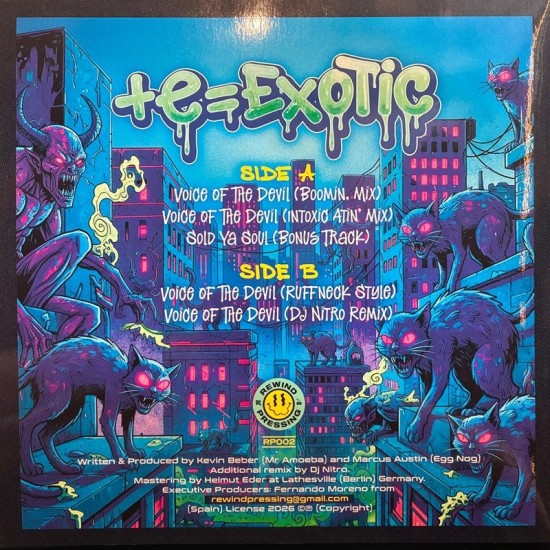 +e=Exotic
SIDE A
Voice of the Devil (Boomin. Mix)
Voice of the Devil (Intoxic Atin' Mix)
Sold Ya Soul (Bonus Track)
SIDE B
Voice of the Devil (Ruffneck Style)
Voice of the Devil (DJ Nitro Remix)
REWIND
PRESSING
RP002
Written & Produced by Kevin Beber (Mr Amoeba) and Marcus Austin (Egg Nog)
Additional remix by Dj Nitro.
Mastering by Helmut Eder at Lathesville (Berlin) Germany.
Executive Producers: Fernando Moreno from
rewindpressing@gmail.com
(Spain) License 2026 ©℗ (Copyright)